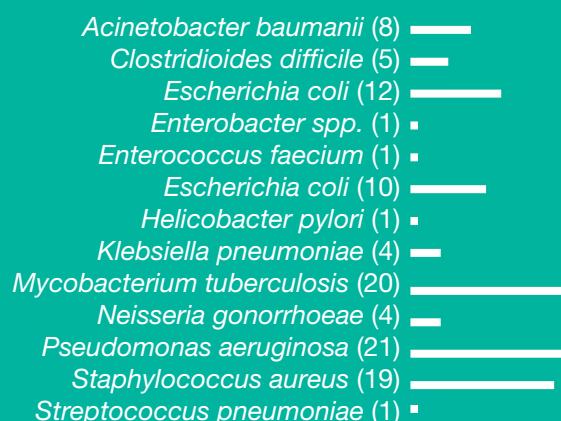 Acinetobacter baumanii (8)
Clostridioides difficile (5)
Escherichia coli (12)
Enterobacter spp. (1)
Enterococcus faecium (1)
Escherichia coli (10)
Helicobacter pylori (1)
Klebsiella pneumoniae (4)
Mycobacterium tuberculosis (20)
Neisseria gonorrhoeae (4)
Pseudomonas aeruginosa (21)
Staphylococcus aureus (19)
Streptococcus pneumoniae (1)